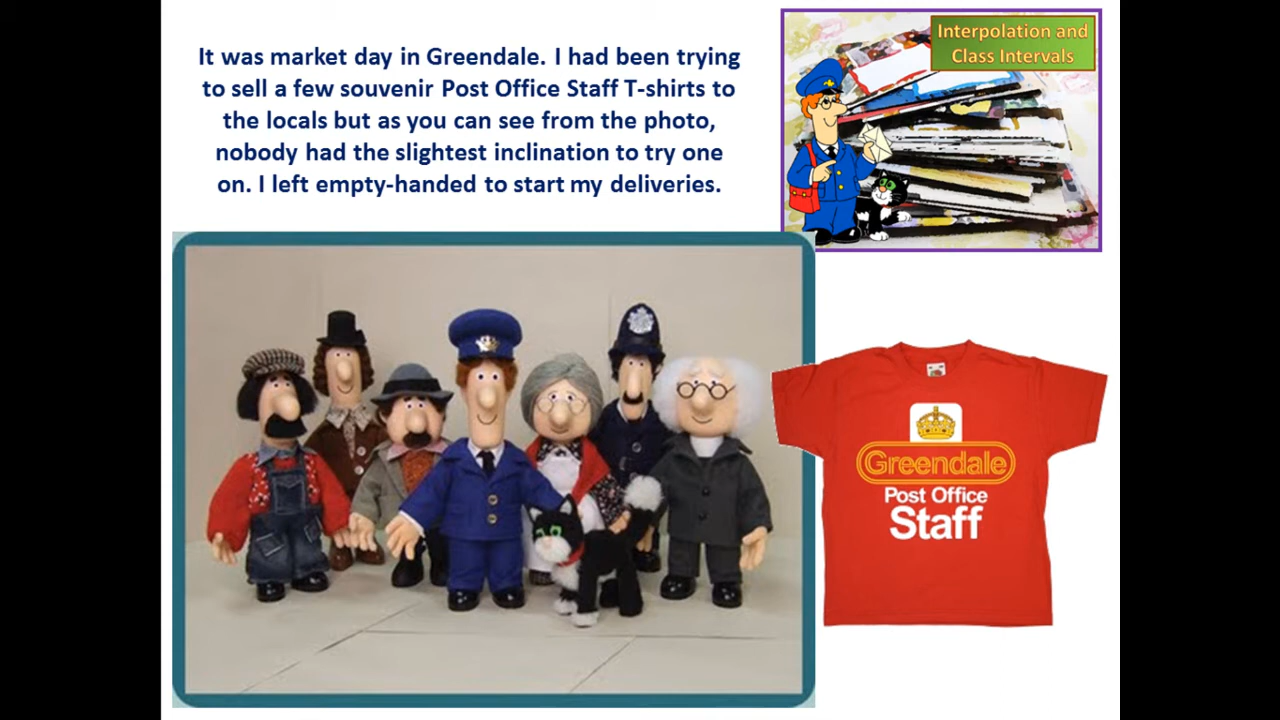 It was market day in Greendale. I had been trying
to sell a few souvenir Post Office Staff T-shirts to
the locals but as you can see from the photo,
nobody had the slightest inclination to try one
on. I left empty-handed to start my deliveries.
Interpolation and
Class Intervals
Greendale
Post Office
Staff